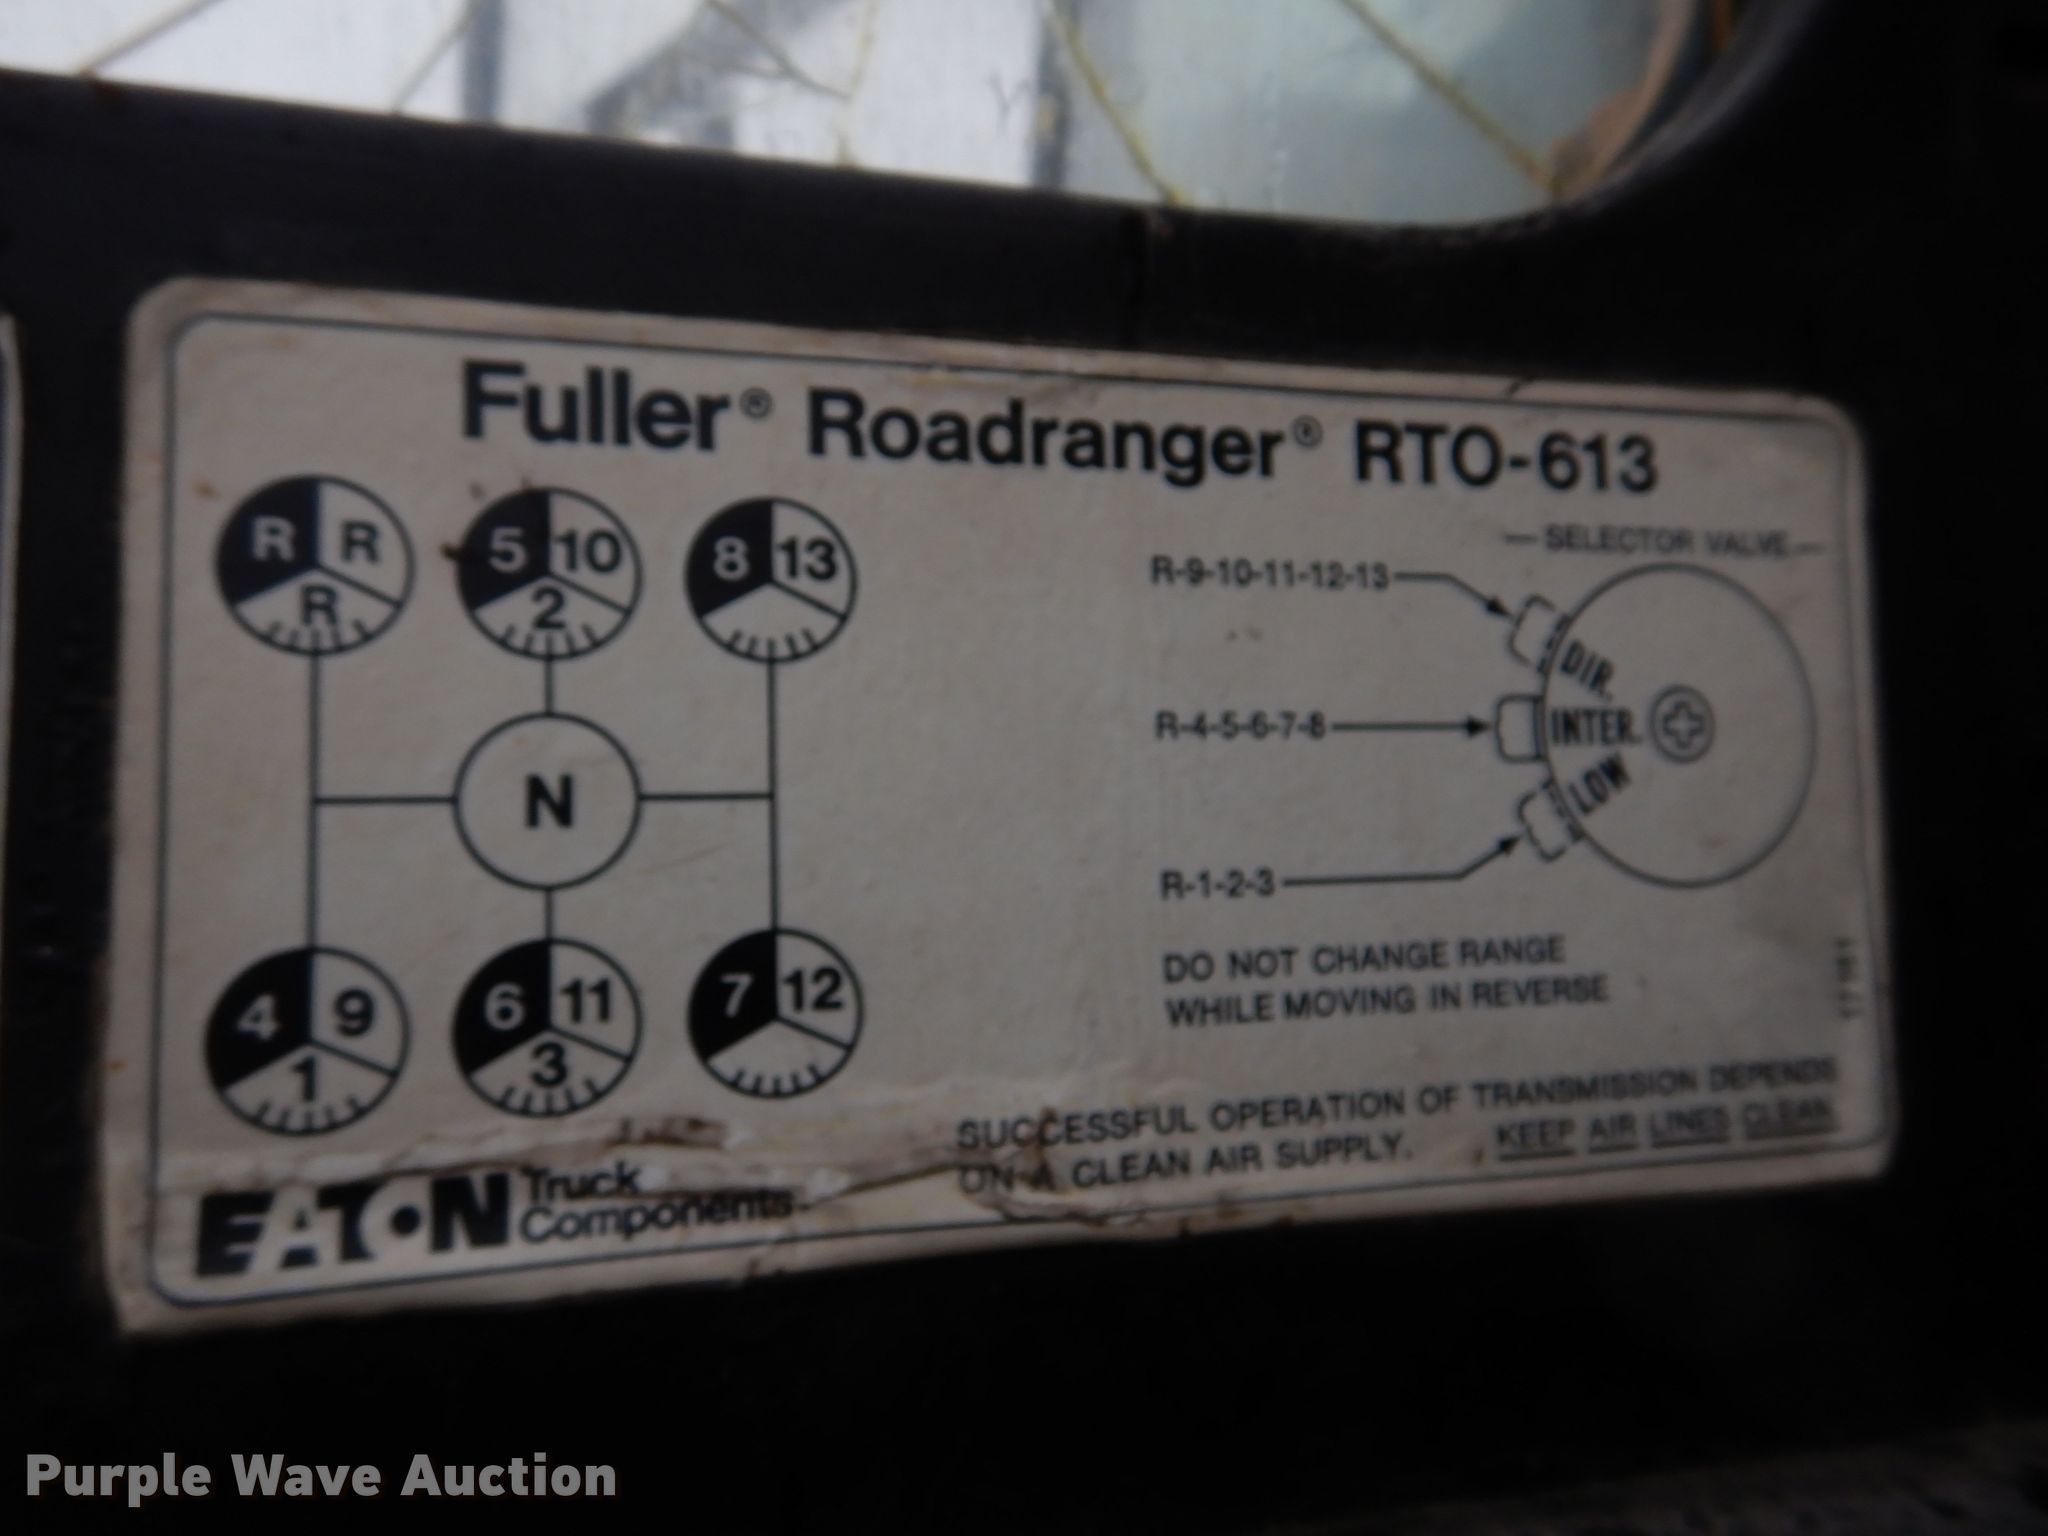 Fuller® Roadranger® RTO-613
R R R
5 10 2
8 13
N
4 9 1
6 11 3
7 12
—SELECTOR VALVE—
R-9-10-11-12-13
DIR.
R-4-5-6-7-8
INTER.
LOW
R-1-2-3
DO NOT CHANGE RANGE
WHILE MOVING IN REVERSE
SUCCESSFUL OPERATION OF TRANSMISSION DEPENDS
ON A CLEAN AIR SUPPLY. KEEP AIR LINES CLEAN.
EATON Truck
Components
Purple Wave Auction